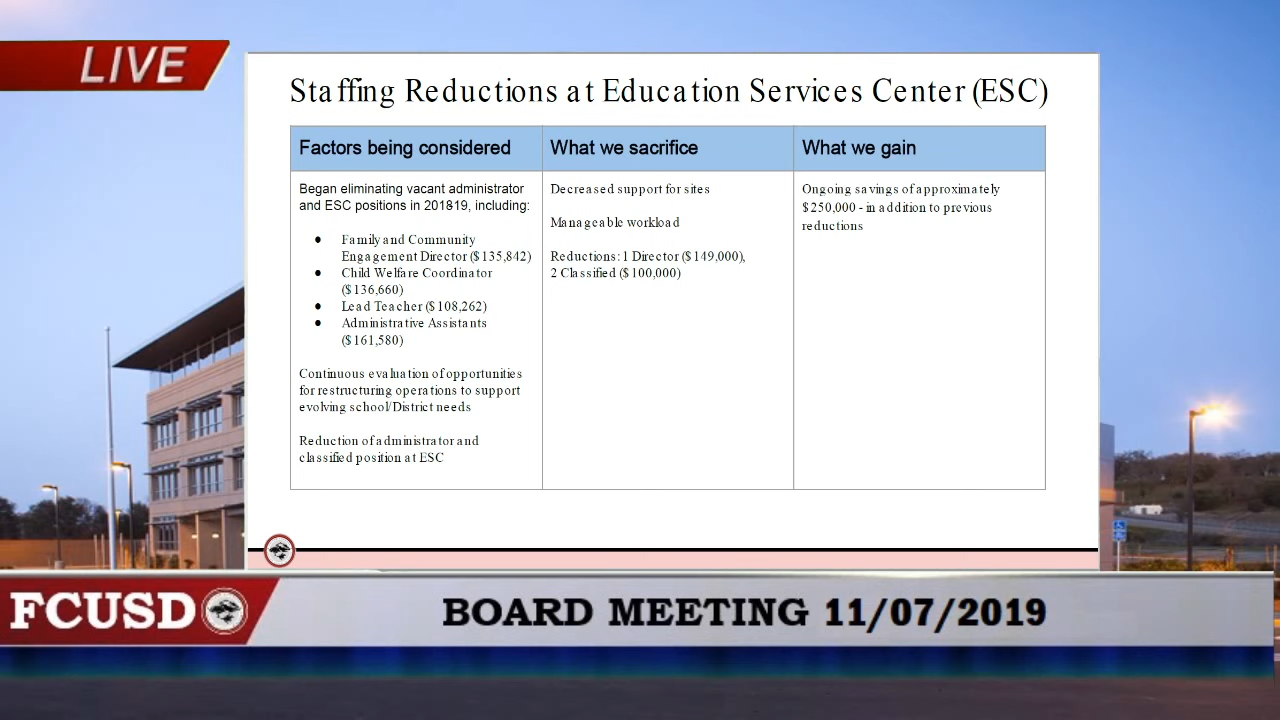 LIVE
Staffing Reductions at Education Services Center (ESC)
Factors being considered
What we sacrifice
What we gain
Began eliminating vacant administrator
and ESC positions in 201819, including:
● Family and Community
Engagement Director ($135,842)
● Child Welfare Coordinator
($136,660)
● Lead Teacher ($108,262)
● Administrative Assistants
($161,580)
Continuous evaluation of opportunities
for restructuring operations to support
evolving school/District needs
Reduction of administrator and
classified position at ESC
Decreased support for sites
Manageable workload
Reductions: 1 Director ($149,000),
2 Classified ($100,000)
Ongoing savings of approximately
$250,000 - in addition to previous
reductions
FCUSD
BOARD MEETING 11/07/2019